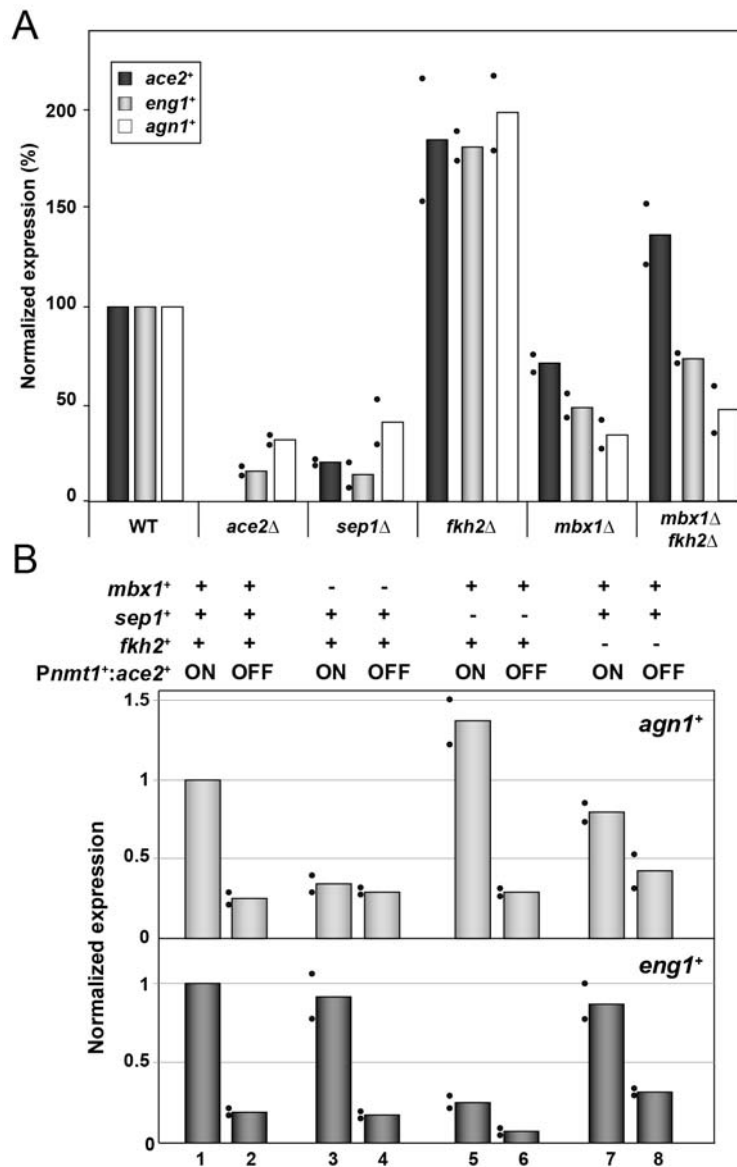 A
ace2+
eng1+
agn1+
Normalized expression (%)
200
150
100
50
0
WT ace2Δ sep1Δ fkh2Δ mbx1Δ mbx1Δ
fkh2Δ
B
mbx1+ + + - - + + + +
sep1+ + + + + - - + +
fkh2+ + + + + + + - -
Pnmt1+:ace2+ ON OFF ON OFF ON OFF ON OFF
Normalized expression
1.5
1
0.5
0
agn1+
1
0.5
0
eng1+
1 2 3 4 5 6 7 8